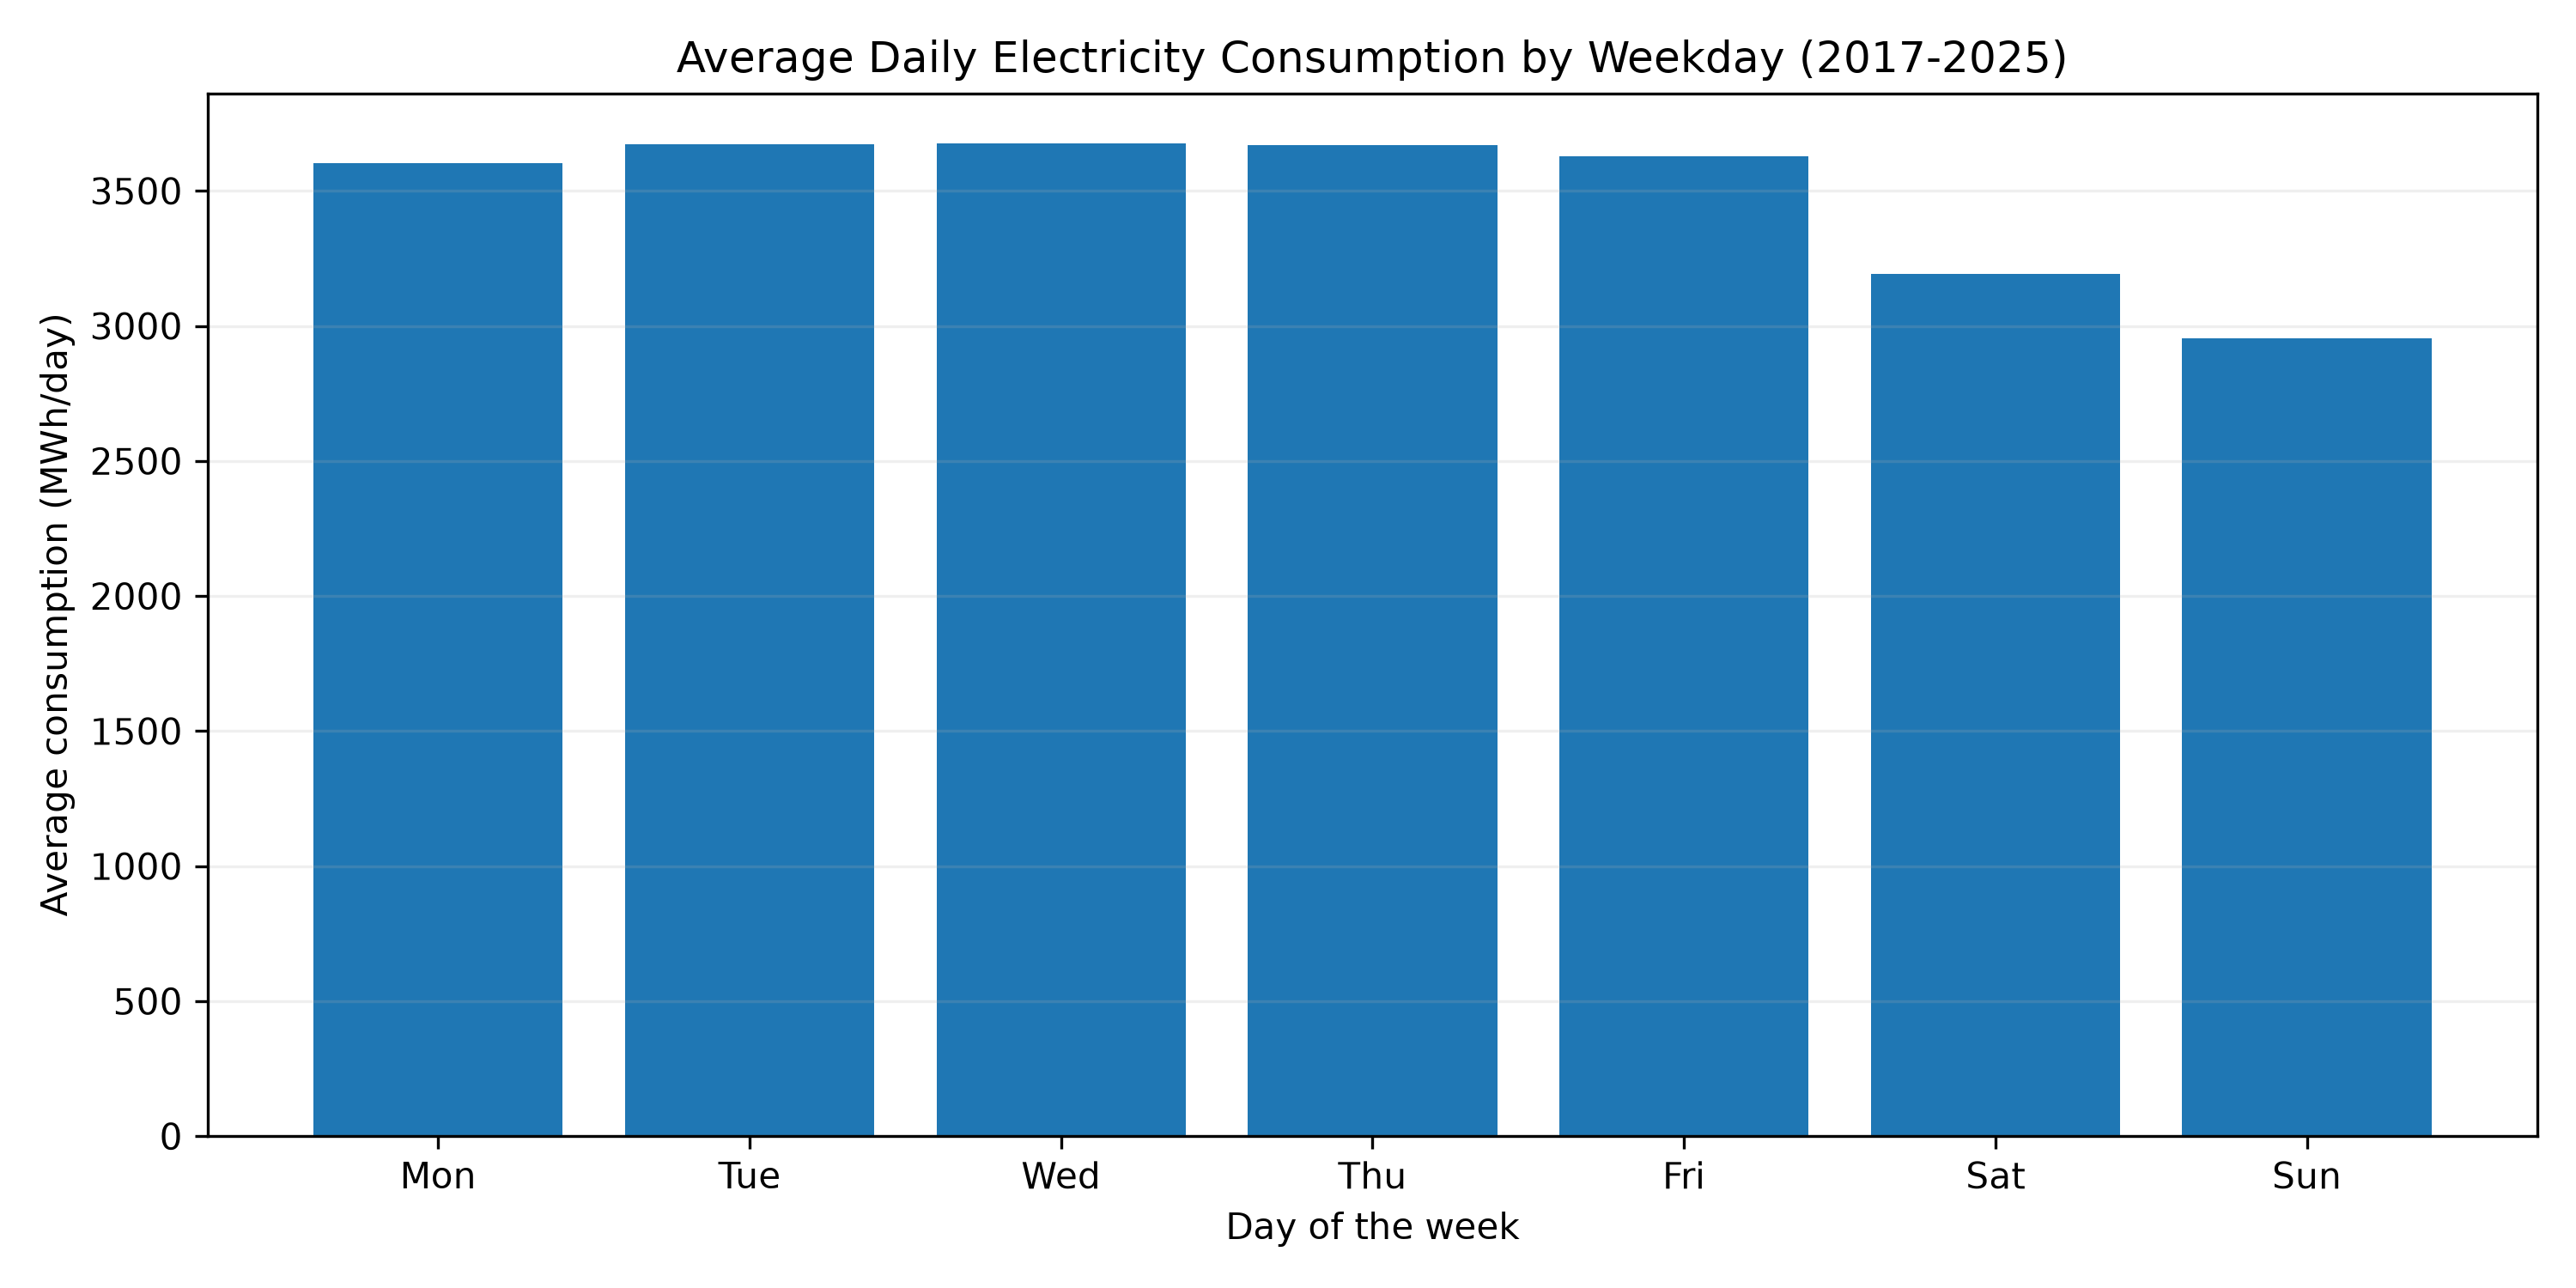 Average Daily Electricity Consumption by Weekday (2017-2025)
Average consumption (MWh/day)
3500
3000
2500
2000
1500
1000
500
0
Mon Tue Wed Thu Fri Sat Sun
Day of the week